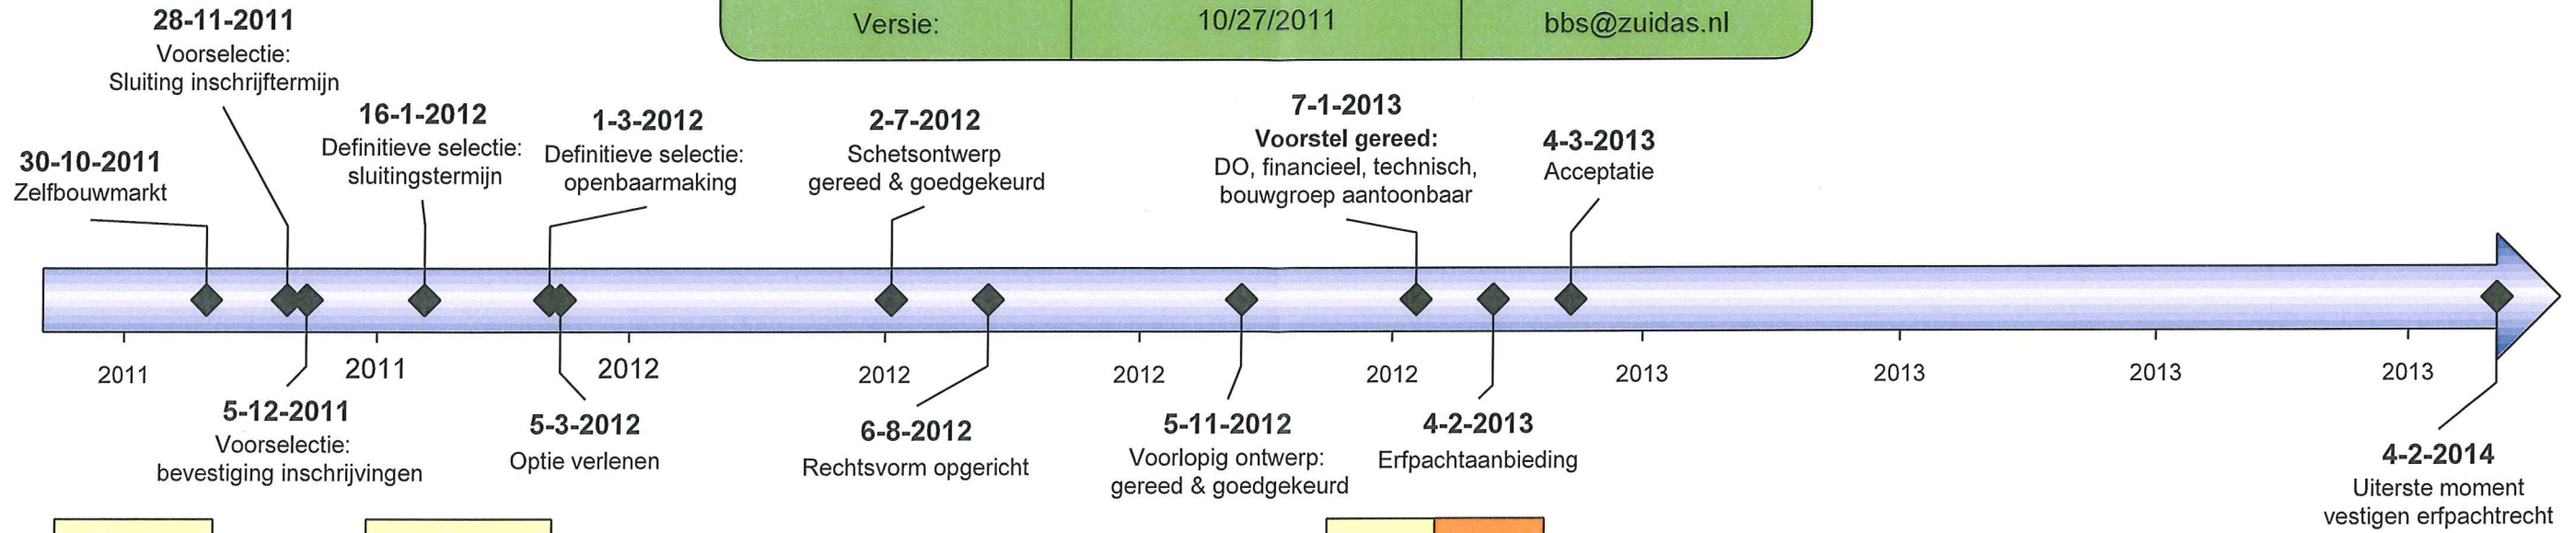 28-11-2011
Voorselectie:
Sluiting inschrijftermijn
Versie:
10/27/2011
bbs@zuidas.nl
30-10-2011
Zelfbouwmarkt
16-1-2012
Definitieve selectie:
sluitingstermijn
1-3-2012
Definitieve selectie:
openbaarmaking
2-7-2012
Schetsontwerp
gereed & goedgekeurd
7-1-2013
Voorstel gereed:
DO, financieel, technisch,
bouwgroep aantoonbaar
4-3-2013
Acceptatie
2011
2011
2012
2012
2012
2012
2013
2013
2013
2013
5-12-2011
Voorselectie:
bevestiging inschrijvingen
5-3-2012
Optie verlenen
6-8-2012
Rechtsvorm opgericht
5-11-2012
Voorlopig ontwerp:
gereed & goedgekeurd
4-2-2013
Erfpachtaanbieding
4-2-2014
Uiterste moment
vestigen erfpachtrecht